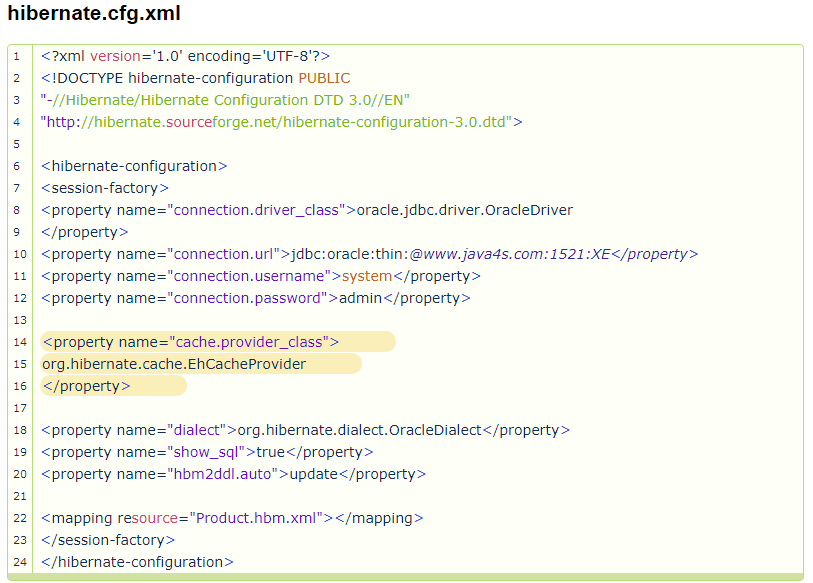 hibernate.cfg.xml
1 <?xml version='1.0' encoding='UTF-8'?>
2 <!DOCTYPE hibernate-configuration PUBLIC
3 "-//Hibernate/Hibernate Configuration DTD 3.0//EN"
4 "http://hibernate.sourceforge.net/hibernate-configuration-3.0.dtd">
5
6 <hibernate-configuration>
7 <session-factory>
8 <property name="connection.driver_class">oracle.jdbc.driver.OracleDriver
9 </property>
10 <property name="connection.url">jdbc:oracle:thin:@www.java4s.com:1521:XE</property>
11 <property name="connection.username">system</property>
12 <property name="connection.password">admin</property>
13
14 <property name="cache.provider_class">
15 org.hibernate.cache.EhCacheProvider
16 </property>
17
18 <property name="dialect">org.hibernate.dialect.OracleDialect</property>
19 <property name="show_sql">true</property>
20 <property name="hbm2ddl.auto">update</property>
21
22 <mapping resource="Product.hbm.xml"></mapping>
23 </session-factory>
24 </hibernate-configuration>